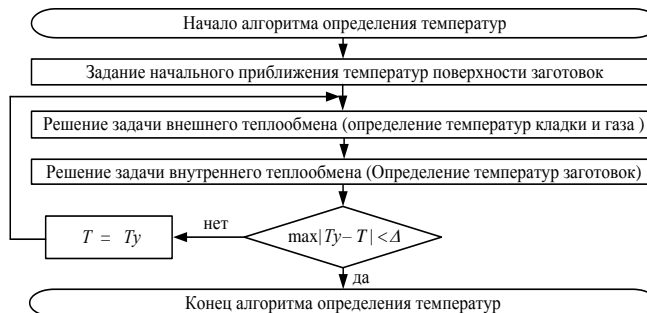 Начало алгоритма определения температур
Задание начального приближения температур поверхности заготовок
Решение задачи внешнего теплообмена (определение температур кладки и газа )
Решение задачи внутреннего теплообмена (Определение температур заготовок)
нет
T = Ty
max|Ty– T | <Δ
да
Конец алгоритма определения температур